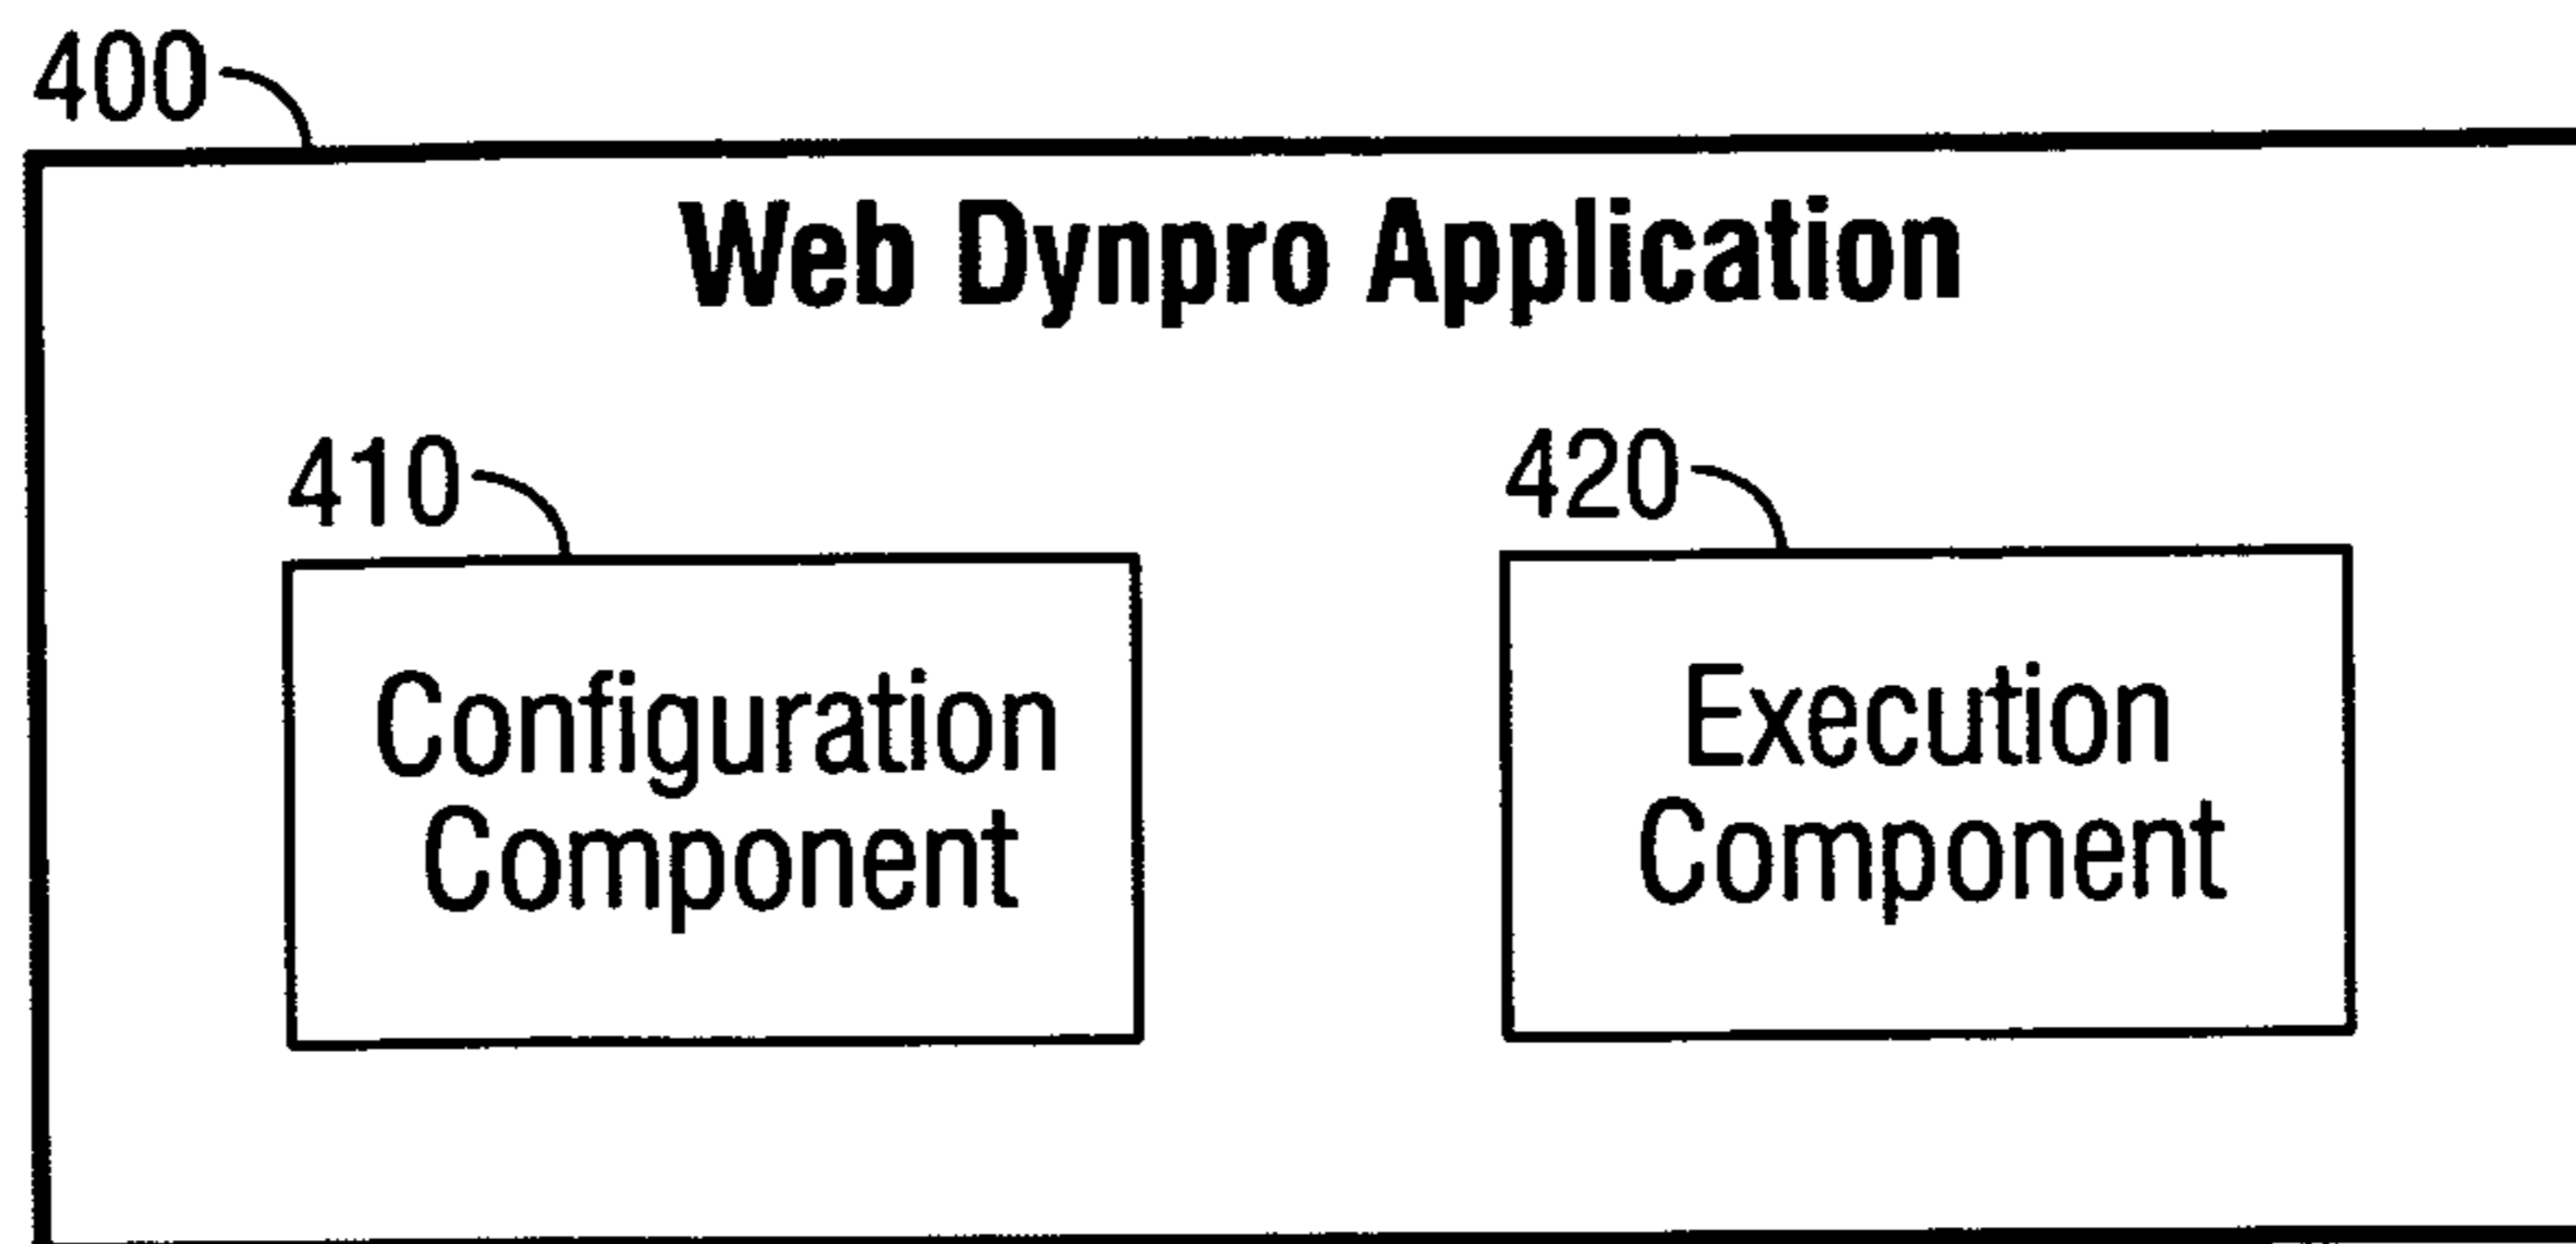 400
Web Dynpro Application
410
420
Configuration
Component
Execution
Component